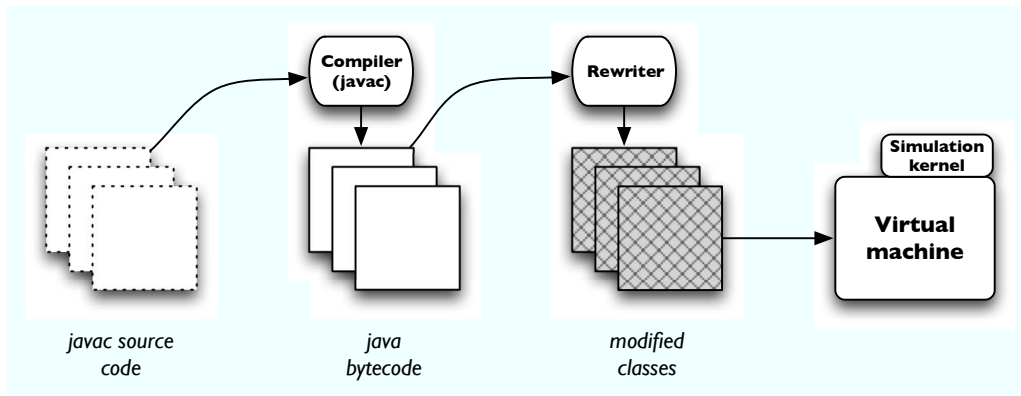 Compiler
(javac)
Rewriter
Simulation
kernel
Virtual
machine
javac source
code
java
bytecode
modified
classes